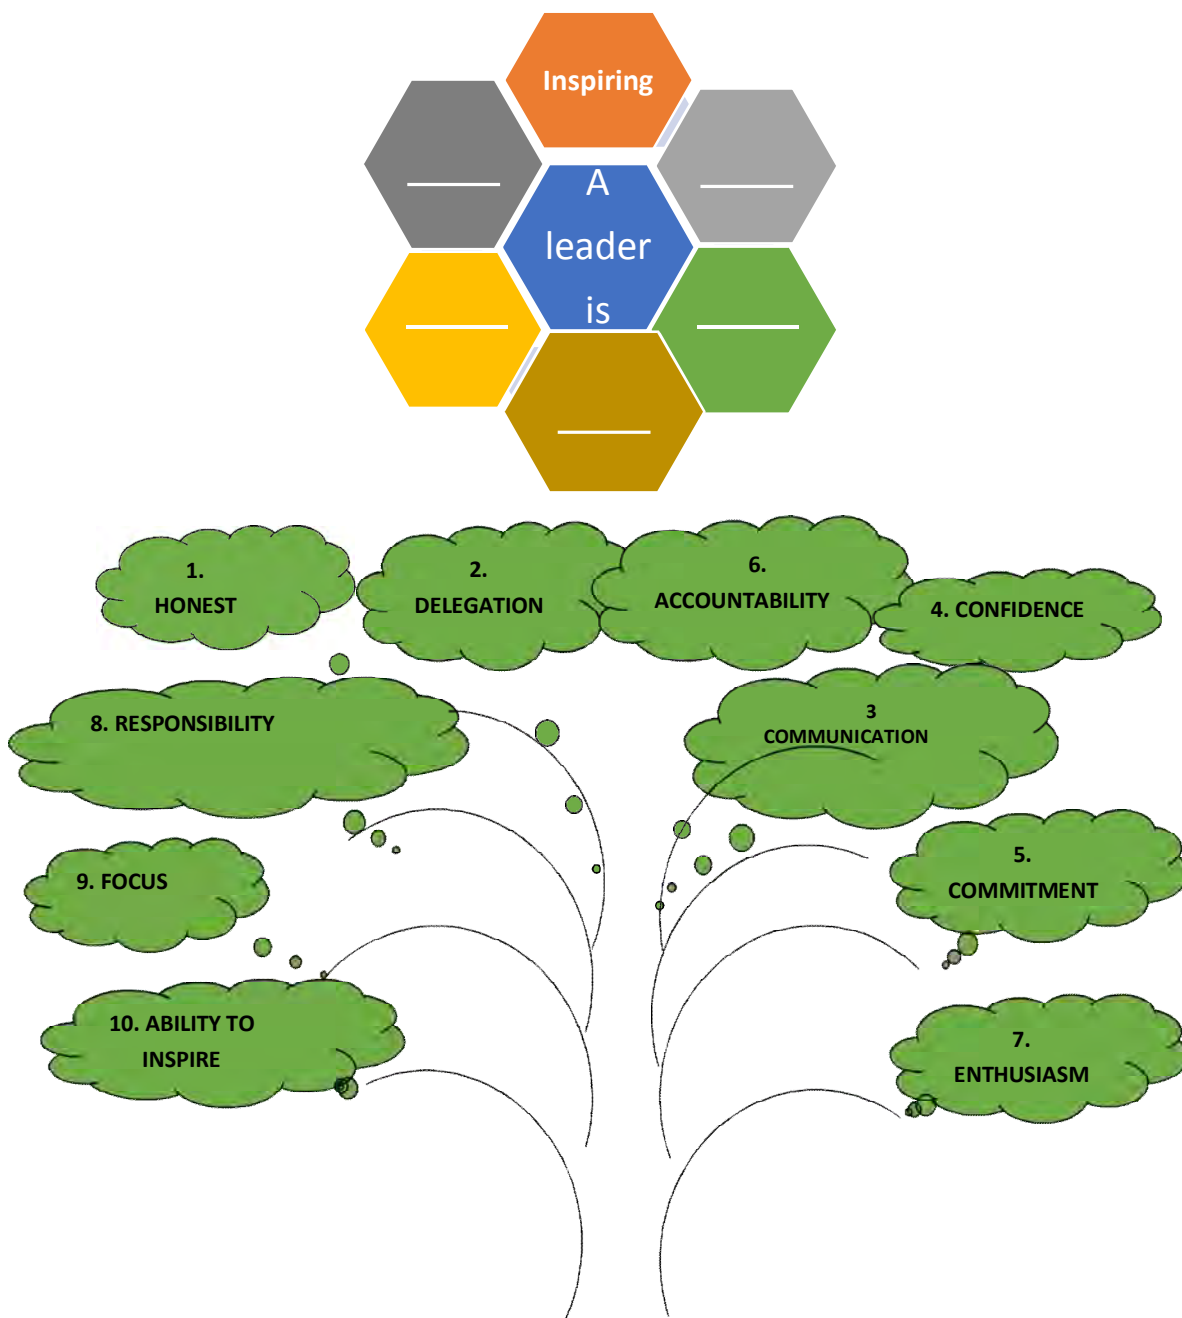 Inspiring
A
leader
is
1.
HONEST
2.
DELEGATION
6.
ACCOUNTABILITY
4. CONFIDENCE
8. RESPONSIBILITY
3
COMMUNICATION
9. FOCUS
5.
COMMITMENT
10. ABILITY TO
INSPIRE
7.
ENTHUSIASM